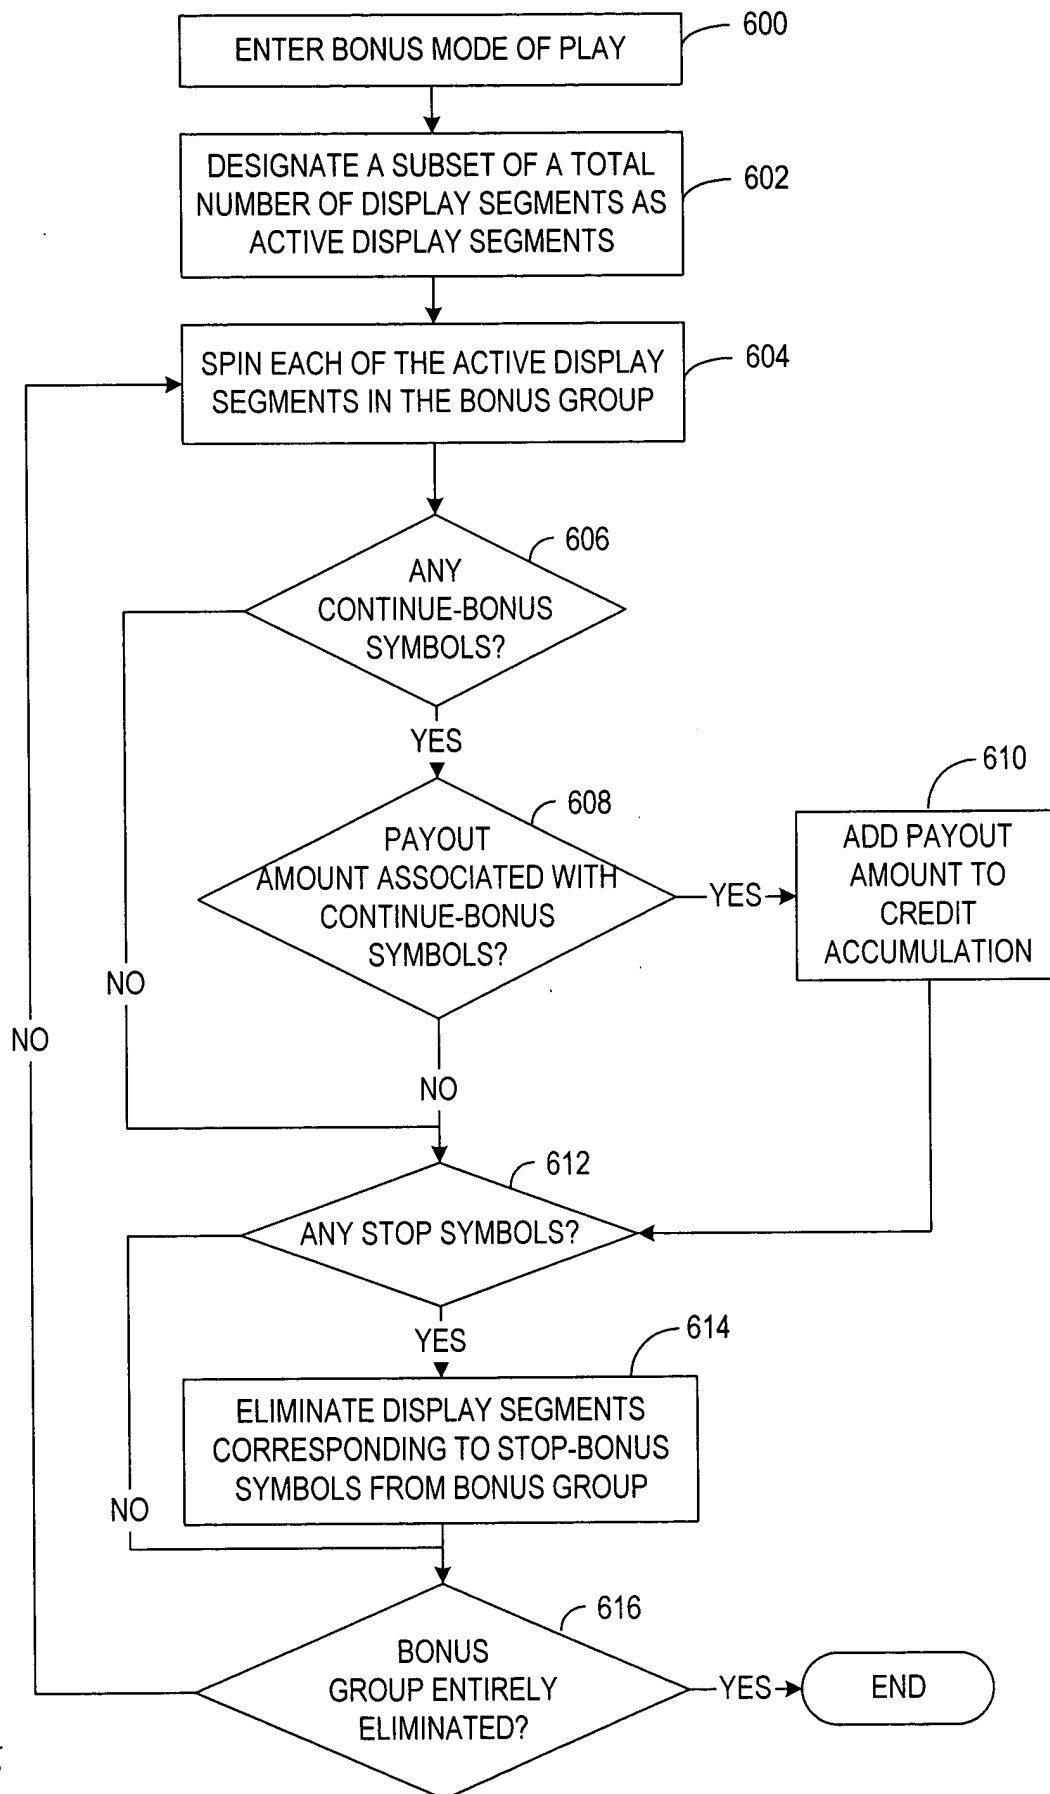 600
ENTER BONUS MODE OF PLAY
DESIGNATE A SUBSET OF A TOTAL
NUMBER OF DISPLAY SEGMENTS AS
ACTIVE DISPLAY SEGMENTS
602
SPIN EACH OF THE ACTIVE DISPLAY
SEGMENTS IN THE BONUS GROUP
604
606
ANY
CONTINUE-BONUS
SYMBOLS?
YES
NO
608
PAYOUT
AMOUNT ASSOCIATED WITH
CONTINUE-BONUS
SYMBOLS?
YES
610
ADD PAYOUT
AMOUNT TO
CREDIT
ACCUMULATION
NO
NO
612
ANY STOP SYMBOLS?
YES
614
ELIMINATE DISPLAY SEGMENTS
CORRESPONDING TO STOP-BONUS
SYMBOLS FROM BONUS GROUP
NO
616
BONUS
GROUP ENTIRELY
ELIMINATED?
YES
END